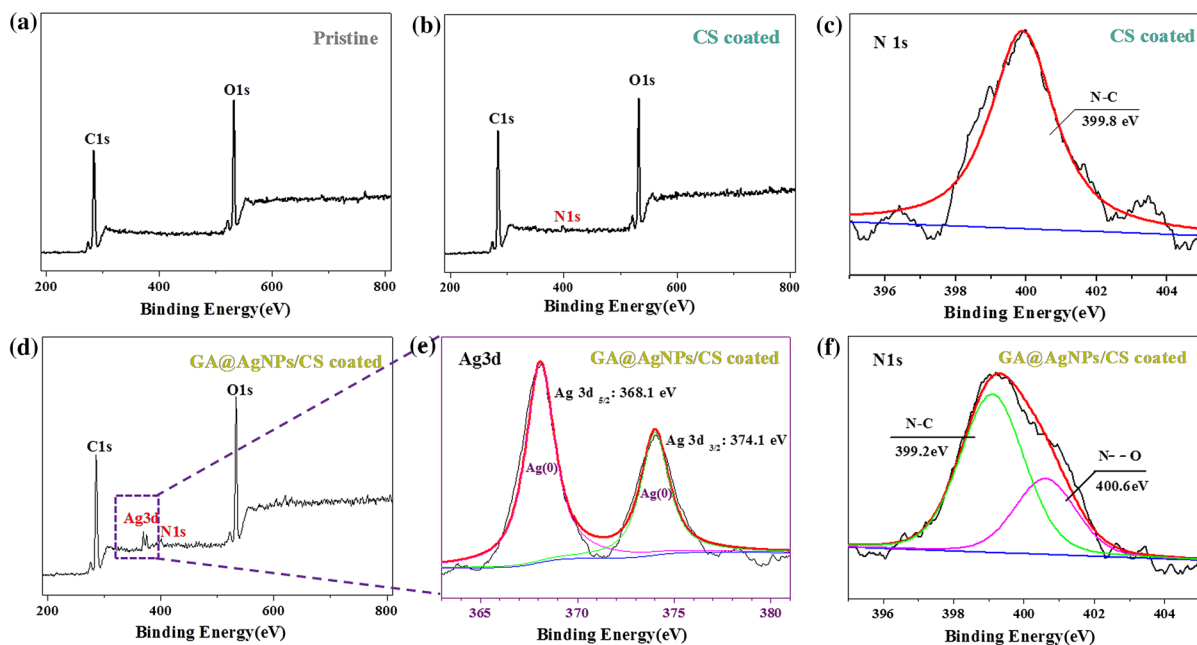 (a)
Pristine
C1s
O1s
200 400 600 800
Binding Energy(eV)
(b)
CS coated
C1s
N1s
O1s
200 400 600 800
Binding Energy(eV)
(c)
N 1s
CS coated
N-C
399.8 eV
396 398 400 402 404
Binding Energy(eV)
(d)
GA@AgNPs/CS coated
C1s
Ag3d
N1s
O1s
200 400 600 800
Binding Energy(eV)
(e)
Ag3d
GA@AgNPs/CS coated
Ag 3d 5/2: 368.1 eV
Ag 3d 3/2: 374.1 eV
Ag(0)
Ag(0)
365 370 375 380
Binding Energy(eV)
(f)
N1s
GA@AgNPs/CS coated
N-C
399.2eV
N- - O
400.6eV
396 398 400 402 404
Binding Energy(eV)